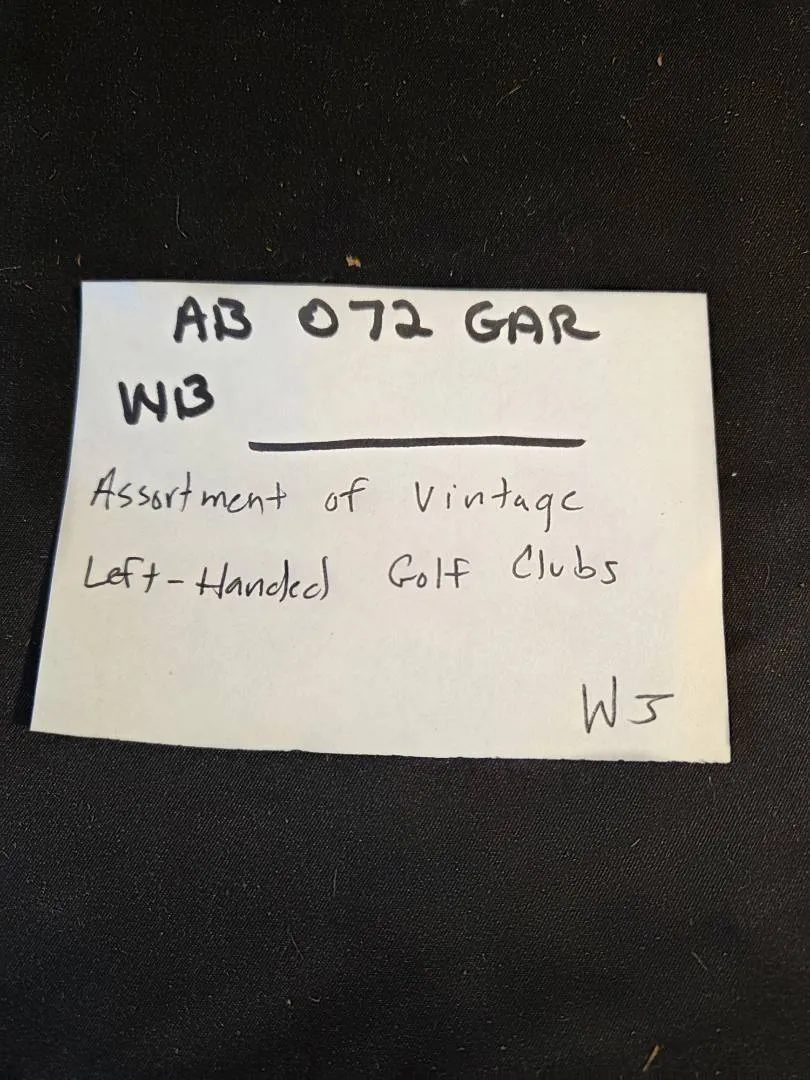 AB 072 GAR
WB
Assortment of Vintage
Left-Handed Golf Clubs
WJ